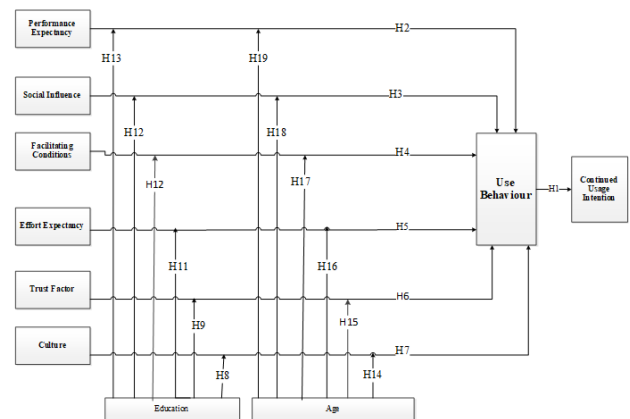 Performance
Expectancy
H2
H13
H19
Social Influence
H3
H12
H18
Facilitating
Conditions
H4
H12
H17
Use
Behaviour
H1
Continued
Usage
Intention
Effort Expectancy
H5
H11
H16
Trust Factor
H6
H9
H15
Culture
H7
H8
H14
Education
Age